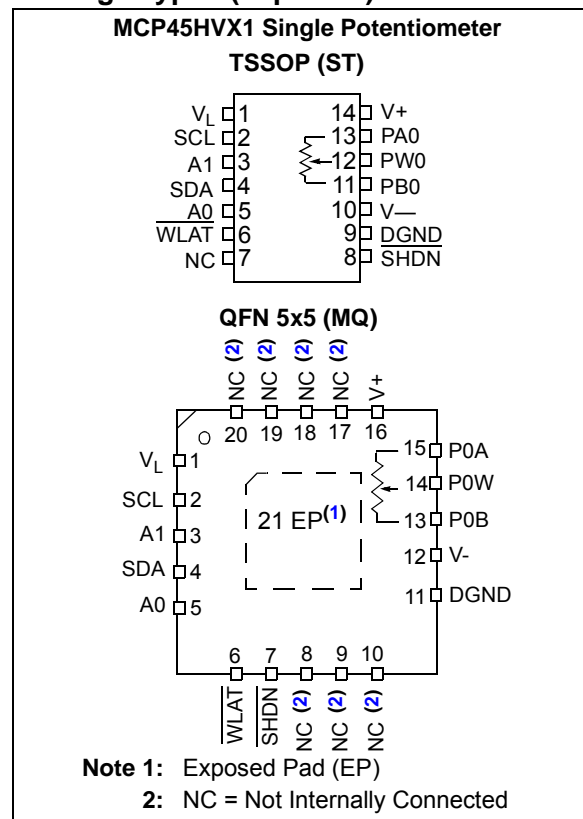 MCP45HVX1 Single Potentiometer
TSSOP (ST)
VL 1 14 V+
SCL 2 13 PA0
A1 3 12 PW0
SDA 4 11 PB0
A0 5 10 V—
WLAT 6 9 DGND
NC 7 8 SHDN
QFN 5x5 (MQ)
NC (2) NC (2) NC (2) NC (2) V+
20 19 18 17 16
VL 1 15 P0A
SCL 2 14 P0W
A1 3 21 EP(1) 13 P0B
SDA 4 12 V-
A0 5 11 DGND
6 7 8 9 10
WLAT SHDN NC (2) NC (2) NC (2)
Note 1: Exposed Pad (EP)
2: NC = Not Internally Connected